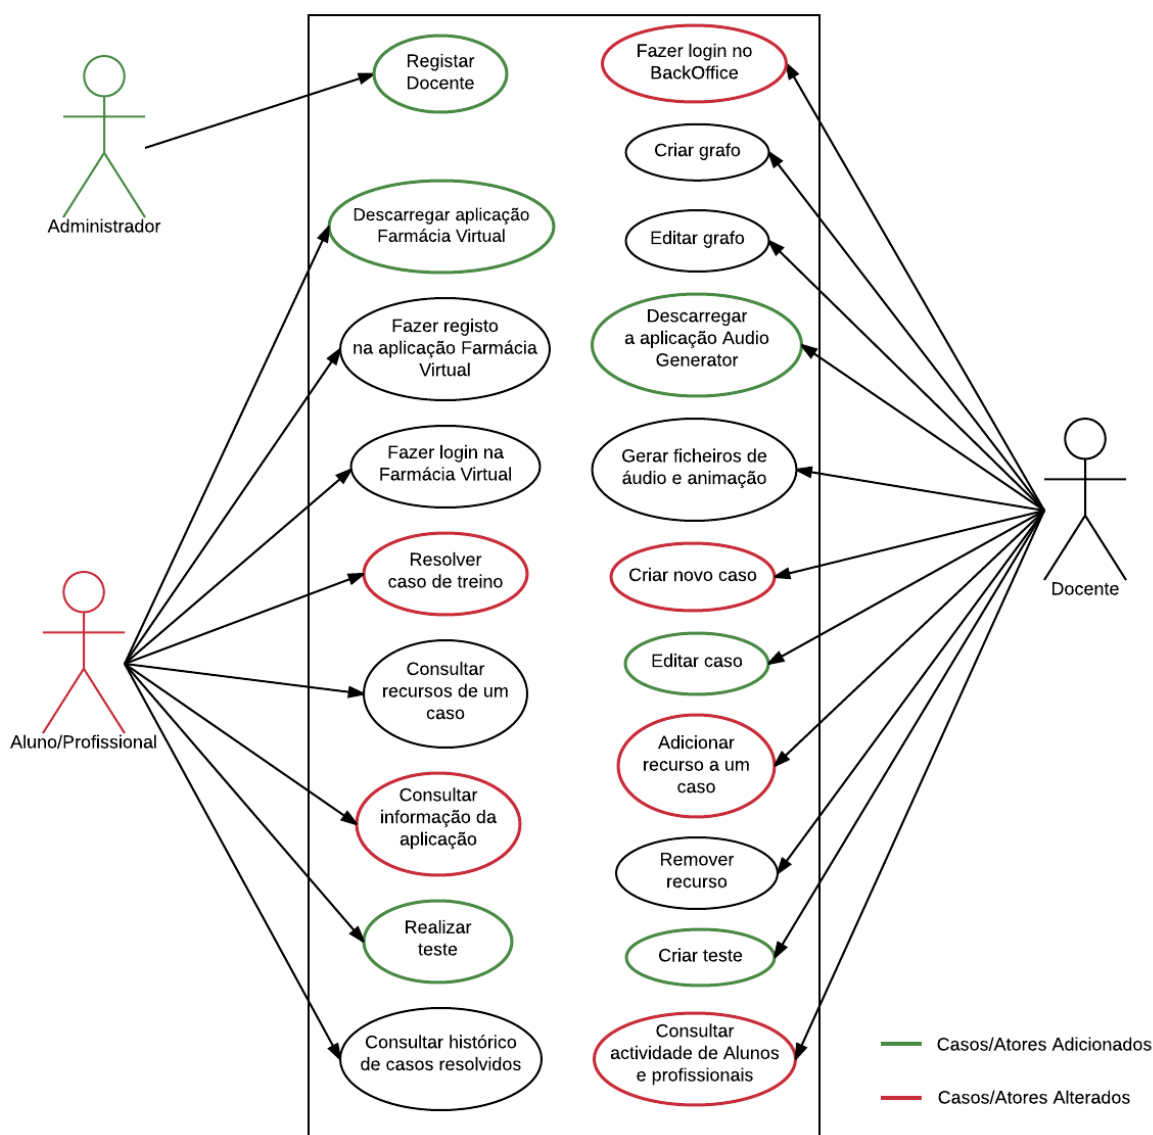 Administrador
Registar
Docente
Descarregar aplicação
Farmácia Virtual
Fazer registo
na aplicação Farmácia
Virtual
Fazer login na
Farmácia Virtual
Resolver
caso de treino
Consultar
recursos de um
caso
Consultar
informação da
aplicação
Realizar
teste
Consultar histórico
de casos resolvidos
Aluno/Profissional
Fazer login no
BackOffice
Criar grafo
Editar grafo
Descarregar
a aplicação Audio
Generator
Gerar ficheiros de
áudio e animação
Criar novo caso
Editar caso
Adicionar
recurso a um
caso
Remover
recurso
Criar teste
Consultar
actividade de Alunos
e profissionais
Docente
Casos/Atores Adicionados
Casos/Atores Alterados